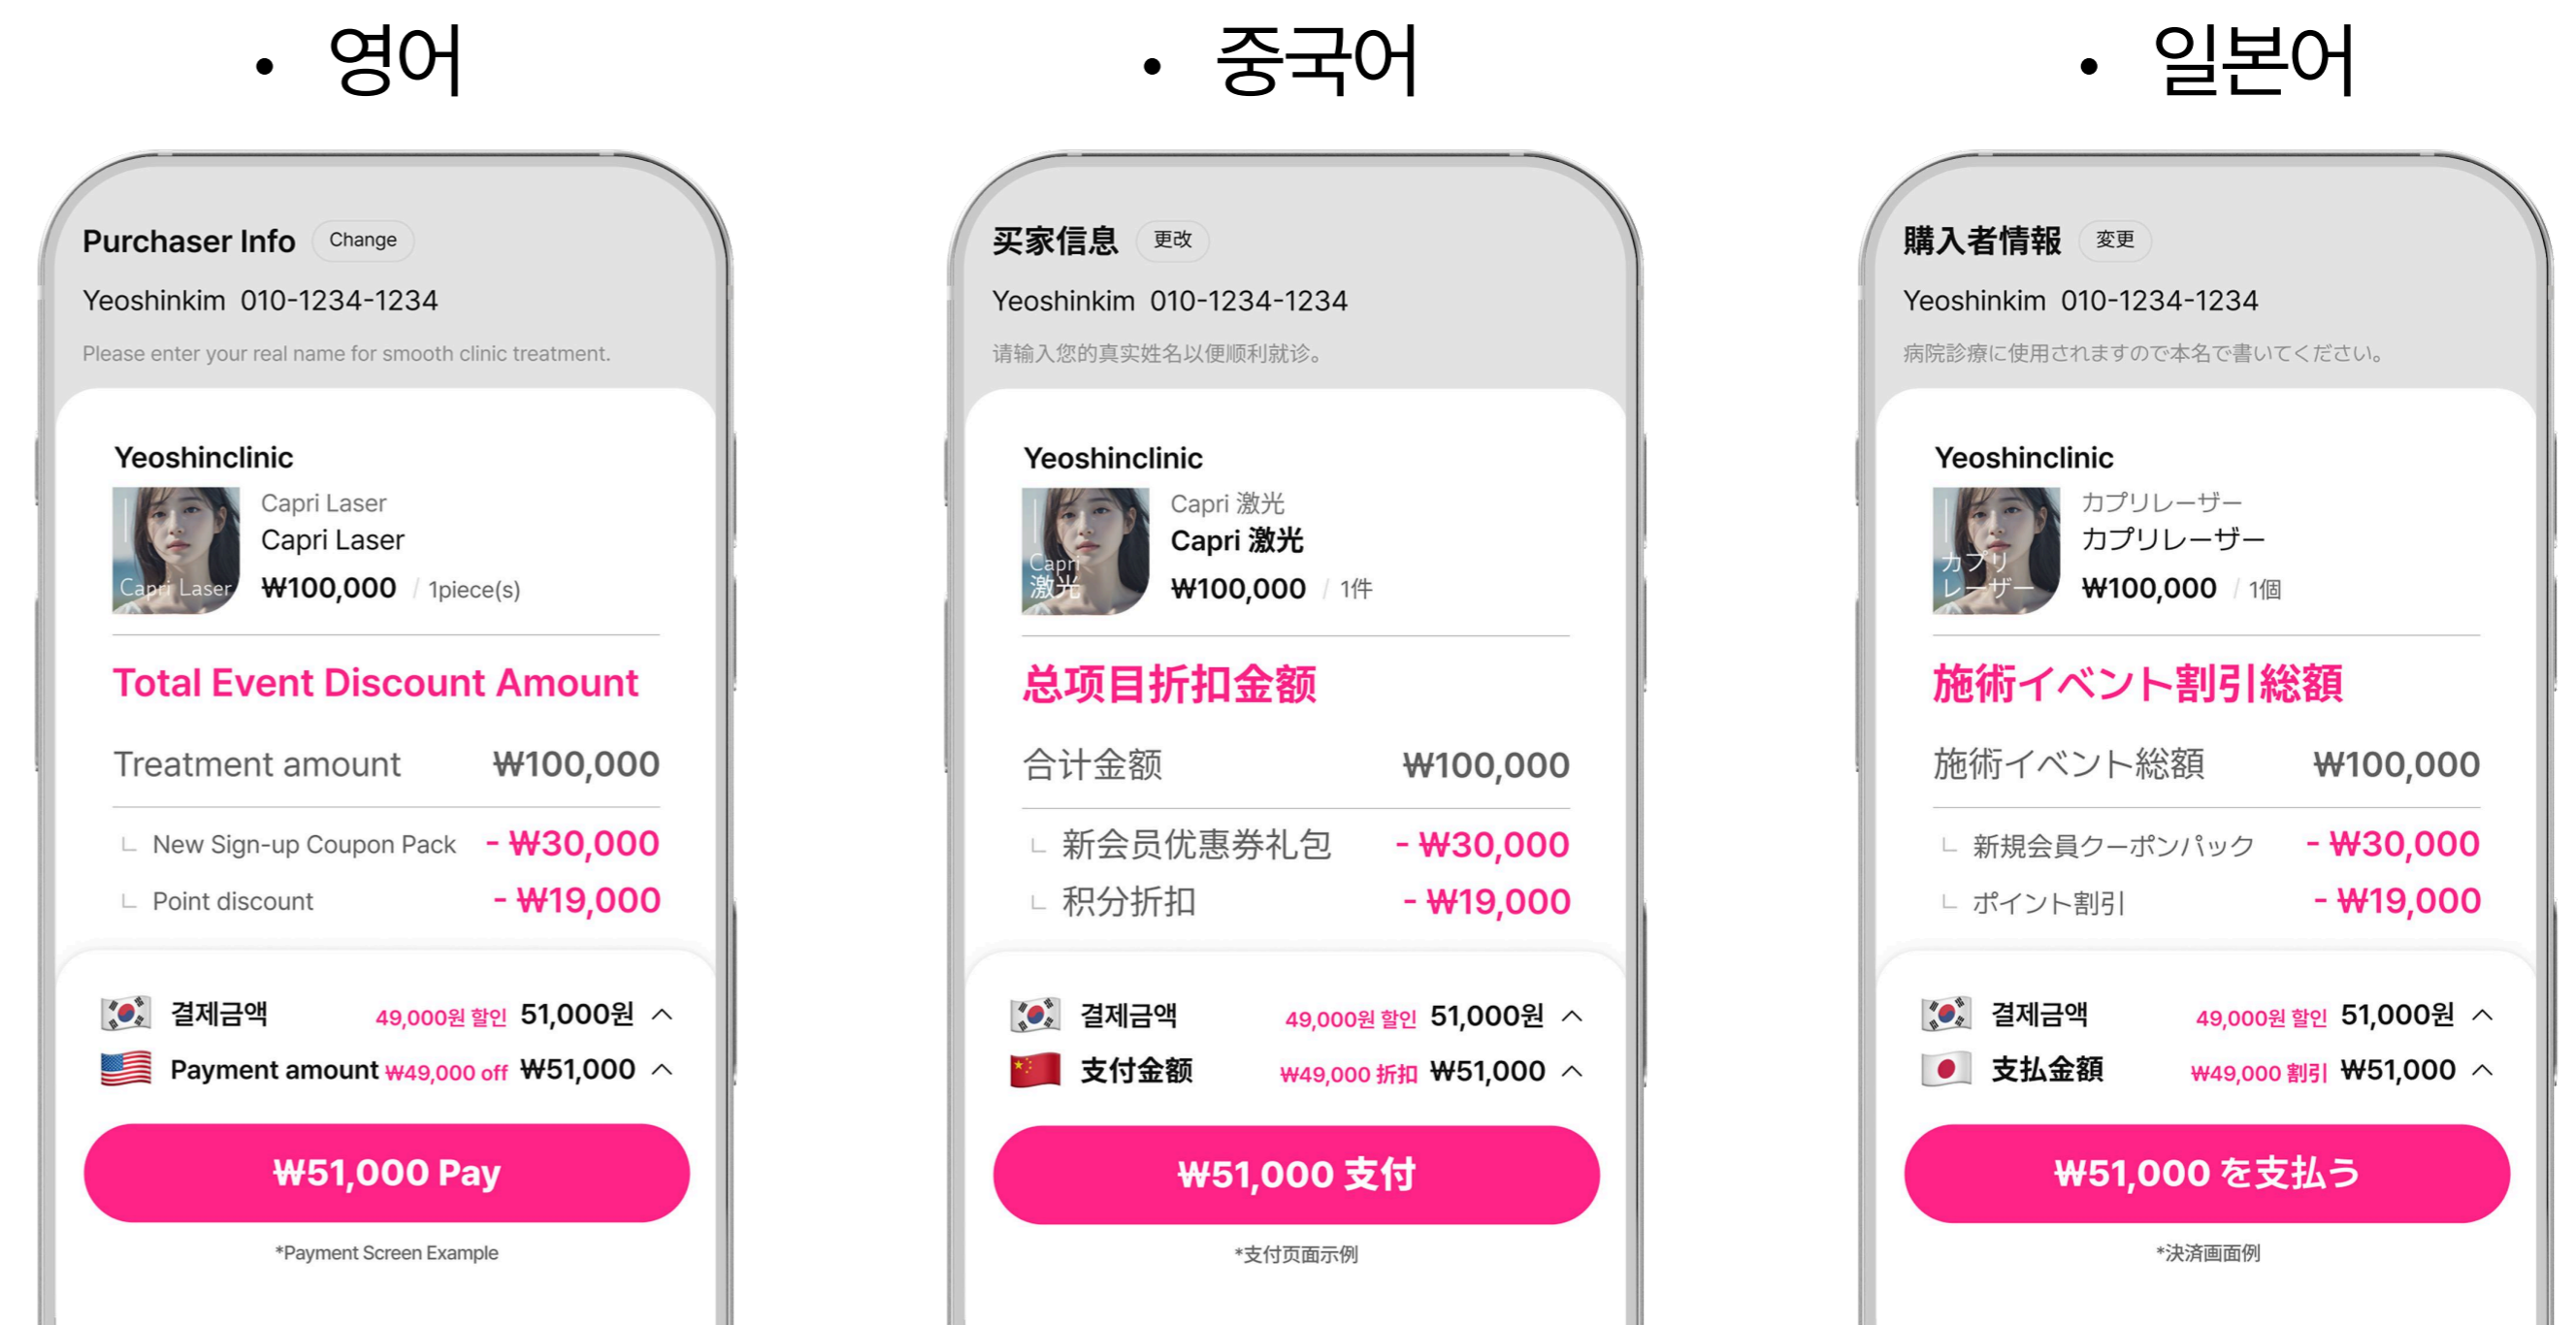 • 영어
Purchaser Info Change
Yeoshinkim 010-1234-1234
Please enter your real name for smooth clinic treatment.
Yeoshinclinic
Capri Laser
Capri Laser
Capri Laser
₩100,000 / 1piece(s)
Total Event Discount Amount
Treatment amount ₩100,000
New Sign-up Coupon Pack - ₩30,000
Point discount - ₩19,000
결제금액 49,000원 할인 51,000원
Payment amount ₩49,000 off ₩51,000
₩51,000 Pay
*Payment Screen Example
• 중국어
买家信息 更改
Yeoshinkim 010-1234-1234
请输入您的真实姓名以便顺利就诊。
Yeoshinclinic
Capri
激光
Capri 激光
Capri 激光
₩100,000 / 1件
总项目折扣金额
合计金额 ₩100,000
新会员优惠券礼包 - ₩30,000
积分折扣 - ₩19,000
결제금액 49,000원 할인 51,000원
支付金额 ₩49,000 折扣 ₩51,000
₩51,000 支付
*支付页面示例
• 일본어
購入者情報 変更
Yeoshinkim 010-1234-1234
病院診療に使用されますので本名で書いてください。
Yeoshinclinic
カプリ
レーザー
カプリレーザー
カプリレーザー
₩100,000 / 1個
施術イベント割引総額
施術イベント総額 ₩100,000
新規会員クーポンパック - ₩30,000
ポイント割引 - ₩19,000
결제금액 49,000원 할인 51,000원
支払金額 ₩49,000 割引 ₩51,000
₩51,000 を支払う
*決済画面例